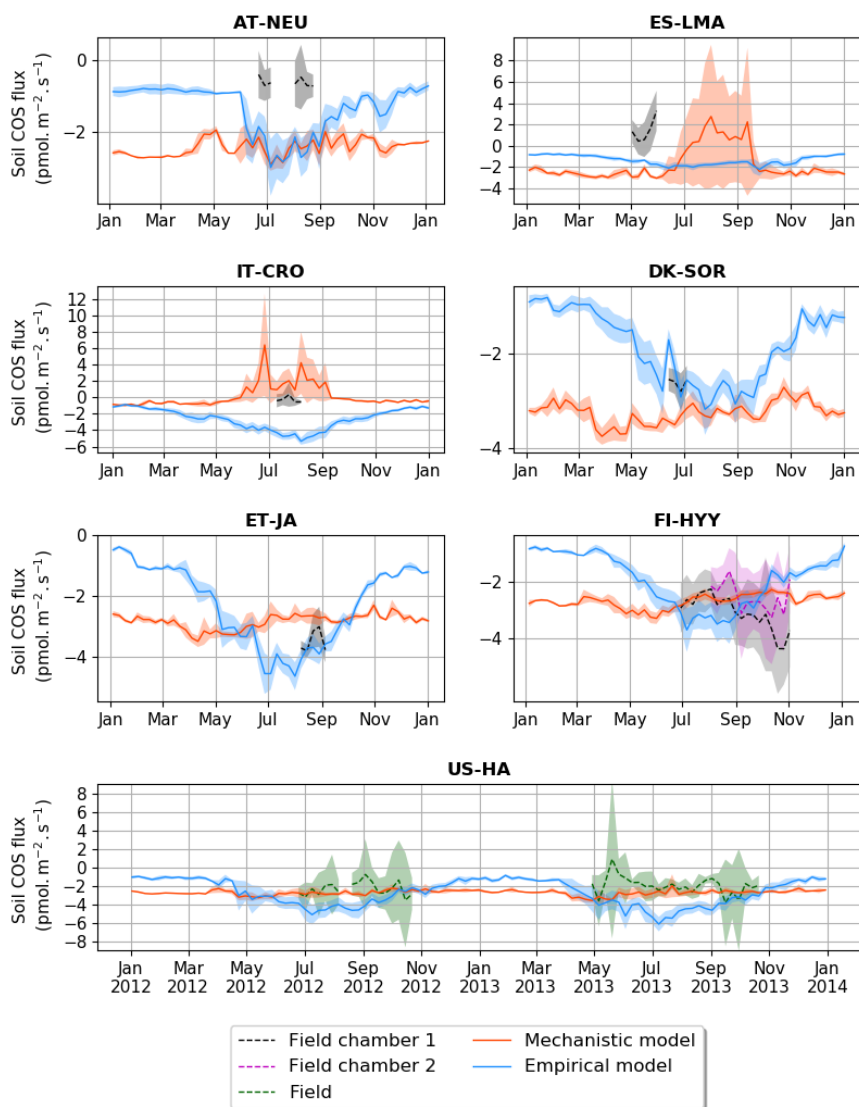 AT-NEU
ES-LMA
Soil COS flux
(pmol. m⁻². s⁻¹)
0
−2
Jan Mar May Jul Sep Nov Jan
8
6
4
2
0
−2
−4
Jan Mar May Jul Sep Nov Jan
IT-CRO
DK-SOR
Soil COS flux
(pmol. m⁻². s⁻¹)
12
10
8
6
4
2
0
−2
−4
−6
Jan Mar May Jul Sep Nov Jan
−2
−4
Jan Mar May Jul Sep Nov Jan
ET-JA
FI-HYY
Soil COS flux
(pmol. m⁻². s⁻¹)
0
−2
−4
Jan Mar May Jul Sep Nov Jan
−2
−4
Jan Mar May Jul Sep Nov Jan
US-HA
Soil COS flux
(pmol. m⁻². s⁻¹)
8
6
4
2
0
−2
−4
−6
−8
Jan Mar May Jul Sep Nov Jan Mar May Jul Sep Nov Jan
2012 2012 2012 2012 2012 2012 2013 2013 2013 2013 2013 2013 2014
Field chamber 1
Field chamber 2
Field
Mechanistic model
Empirical model